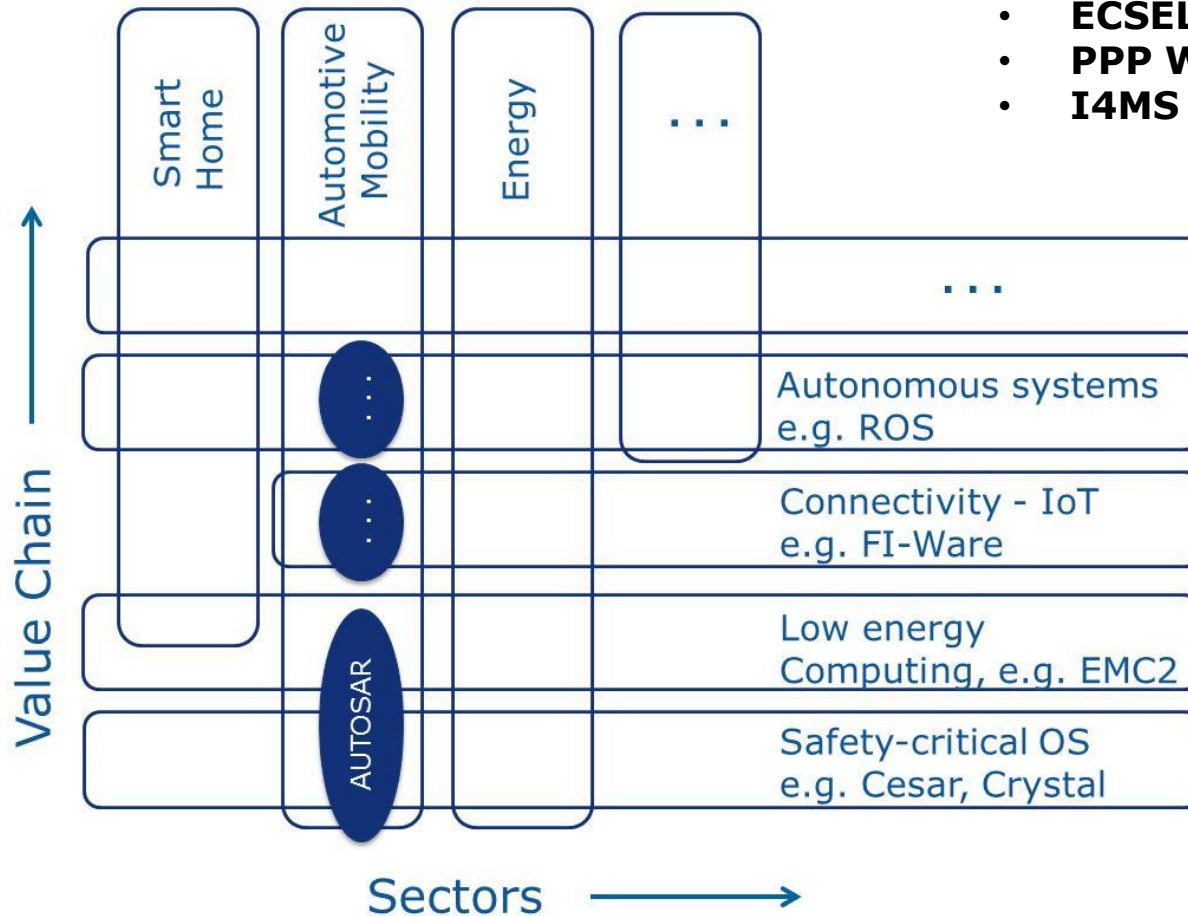 • ECSEL
• PPP W
• I4MS
Smart
Home
Automotive
Mobility
Energy
...
...
Autonomous systems
e.g. ROS
...
Connectivity - IoT
e.g. FI-Ware
...
Low energy
Computing, e.g. EMC2
AUTOSAR
Safety-critical OS
e.g. Cesar, Crystal
Value Chain
Sectors